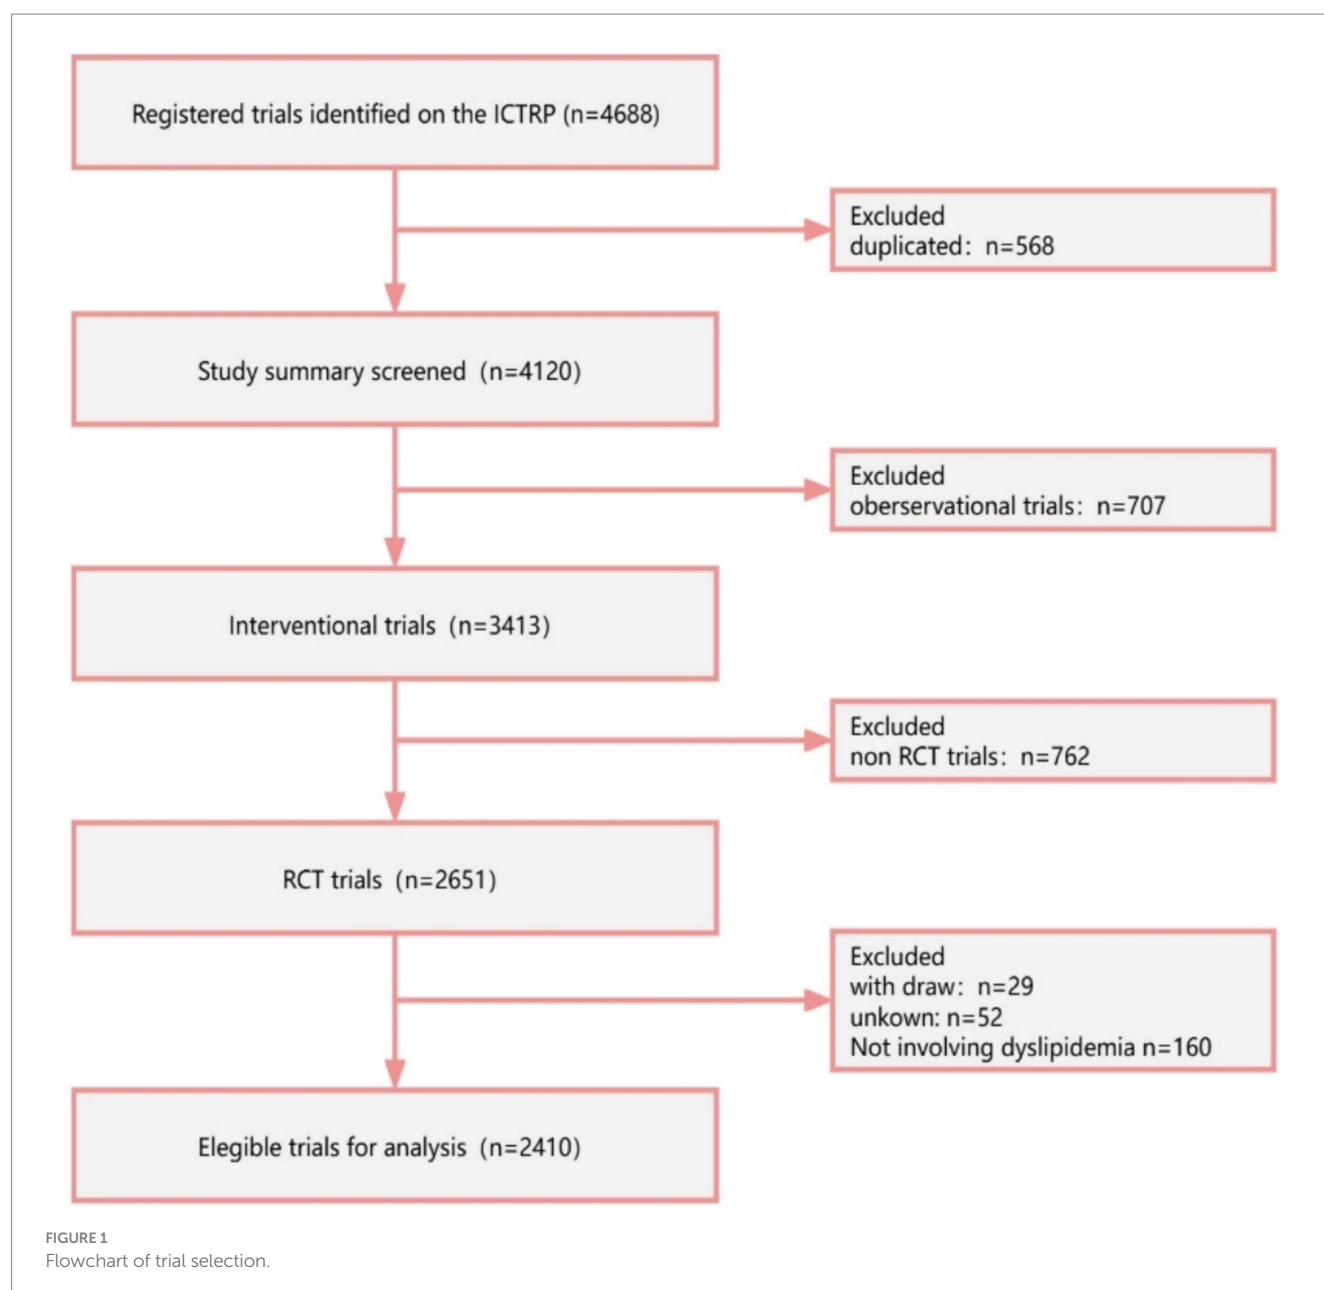 Registered trials identified on the ICTRP (n=4688)
Excluded
duplicated: n=568
Study summary screened (n=4120)
Excluded
oberservational trials: n=707
Interventional trials (n=3413)
Excluded
non RCT trials: n=762
RCT trials (n=2651)
Excluded
with draw: n=29
unkown: n=52
Not involving dyslipidemia n=160
Elegible trials for analysis (n=2410)
FIGURE 1
Flowchart of trial selection.